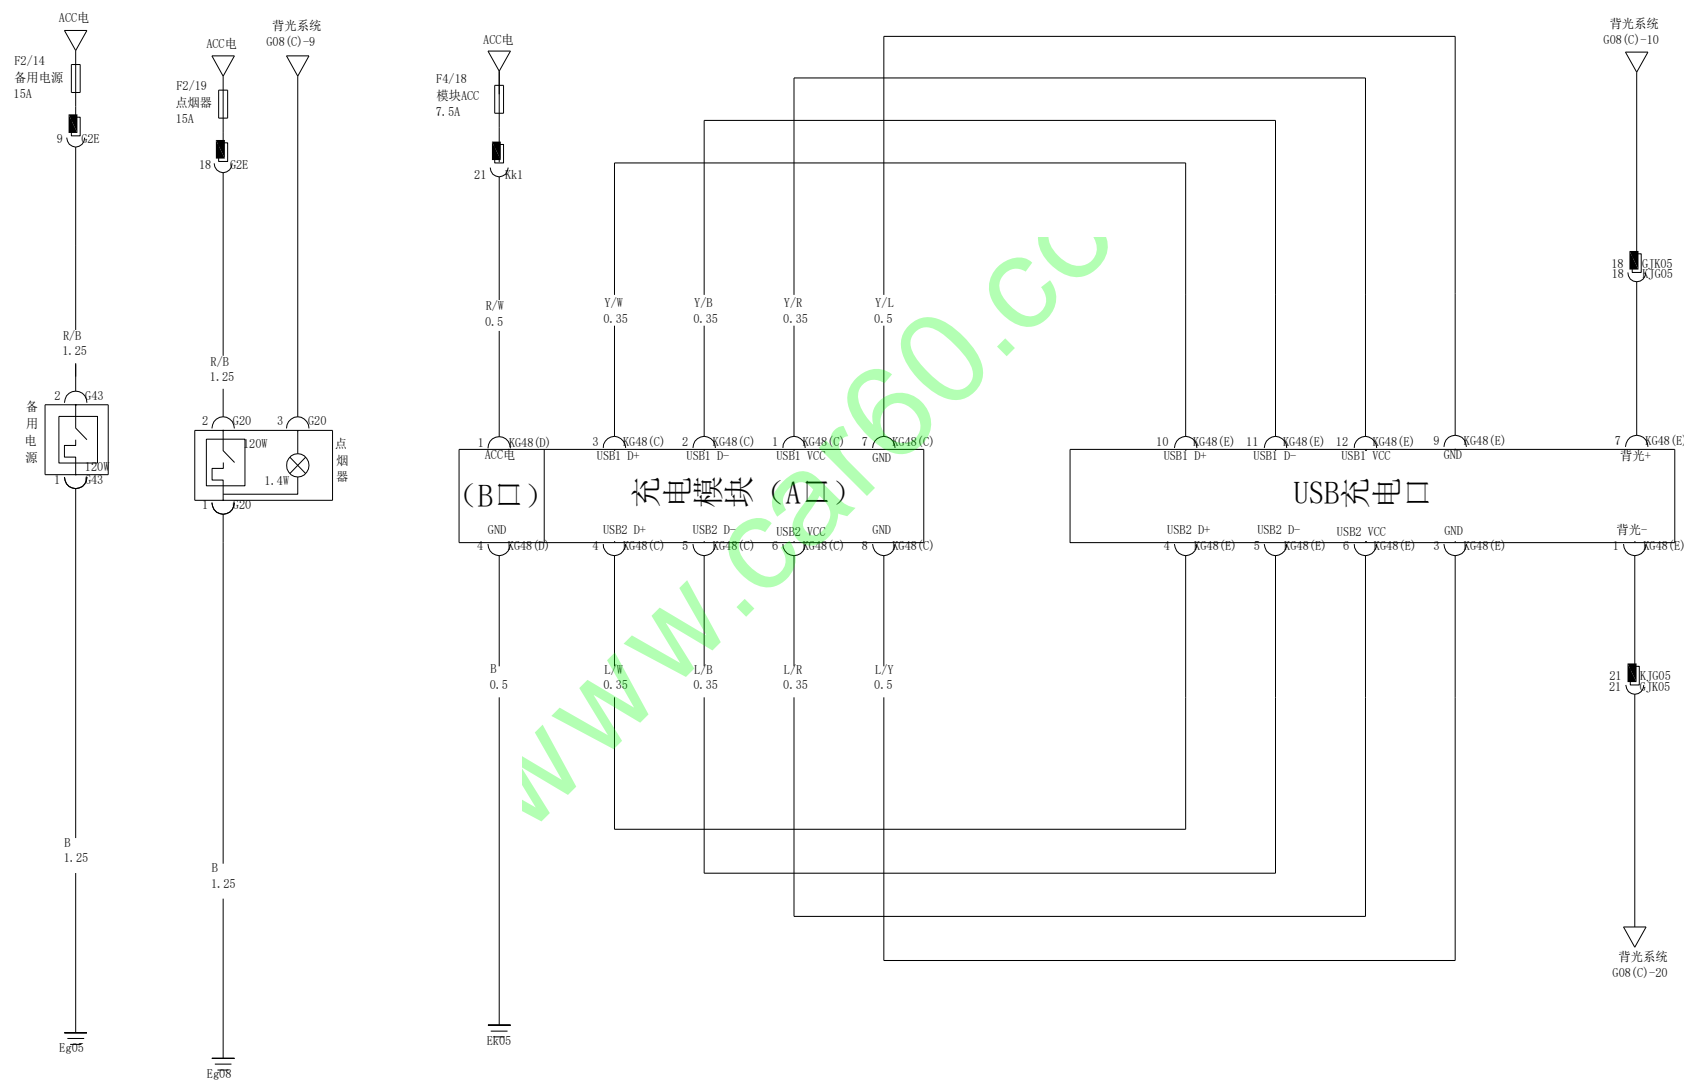 ACC电
F2/14
备用电源
15A
9 G2E
R/B
1.25
2 G43
备用电源
120W
1 G43
B
1.25
Eg05
ACC电
F2/19
点烟器
15A
18 G2E
R/B
1.25
背光系统
G08(C)-9
2 G20
3 G20
120W
1.4W
点烟器
1 G20
B
1.25
Eg08
ACC电
F4/18
模块ACC
7.5A
21 Kk1
R/W
0.5
Y/W
0.35
Y/B
0.35
Y/R
0.35
Y/L
0.5
1 KG48(D)
ACC电
3 KG48(C)
USB1 D+
2 KG48(C)
USB1 D-
1 KG48(C)
USB1 VCC
7 KG48(C)
GND
(B口)
充电模块(A口)
GND
4 KG48(D)
USB2 D+
4 KG48(C)
USB2 D-
5 KG48(C)
USB2 VCC
6 KG48(C)
GND
8 KG48(C)
B
0.5
L/W
0.35
L/B
0.35
L/R
0.35
L/Y
0.5
Ek05
10 KG48(E)
USB1 D+
11 KG48(E)
USB1 D-
12 KG48(E)
USB1 VCC
9 KG48(E)
GND
7 KG48(E)
背光+
USB充电口
USB2 D+
4 KG48(E)
USB2 D-
5 KG48(E)
USB2 VCC
6 KG48(E)
GND
3 KG48(E)
背光-
1 KG48(E)
背光系统
G08(C)-10
18 GJK05
18 KJG05
21 KJG05
21 GJK05
背光系统
G08(C)-20
www.car60.cc